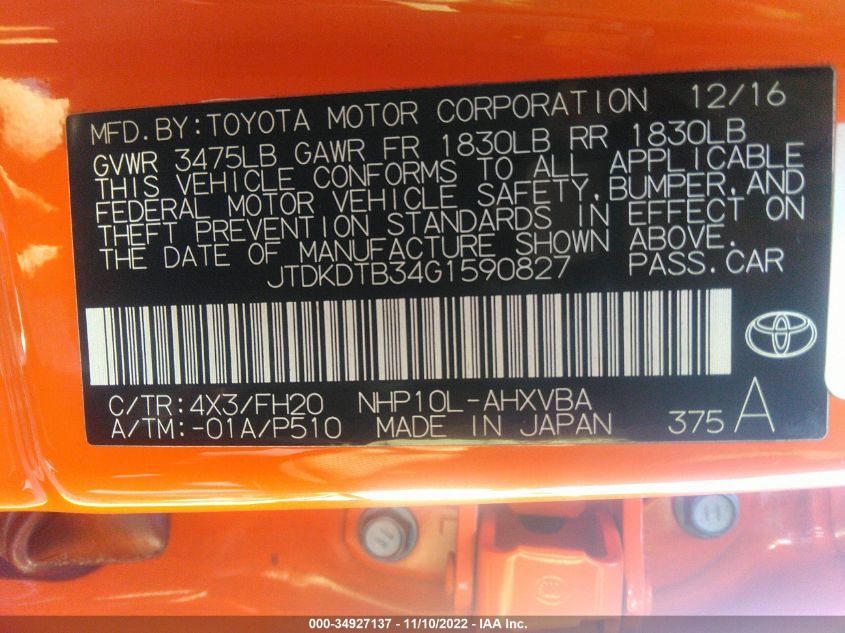 MFD.BY:TOYOTA MOTOR CORPORATION 12/16
GVWR 3475LB GAWR FR 1830LB RR 1830LB
THIS VEHICLE CONFORMS TO ALL APPLICABLE
FEDERAL MOTOR VEHICLE SAFETY,BUMPER,AND
THEFT PREVENTION STANDARDS IN EFFECT ON
THE DATE OF MANUFACTURE SHOWN ABOVE.
JTDKDTB34G1590827 PASS.CAR
C/TR:4X3/FH20 NHP10L-AHXVBA
A/TM:-01A/P510 MADE IN JAPAN 375 A
000-34927137 - 11/10/2022 - IAA Inc.